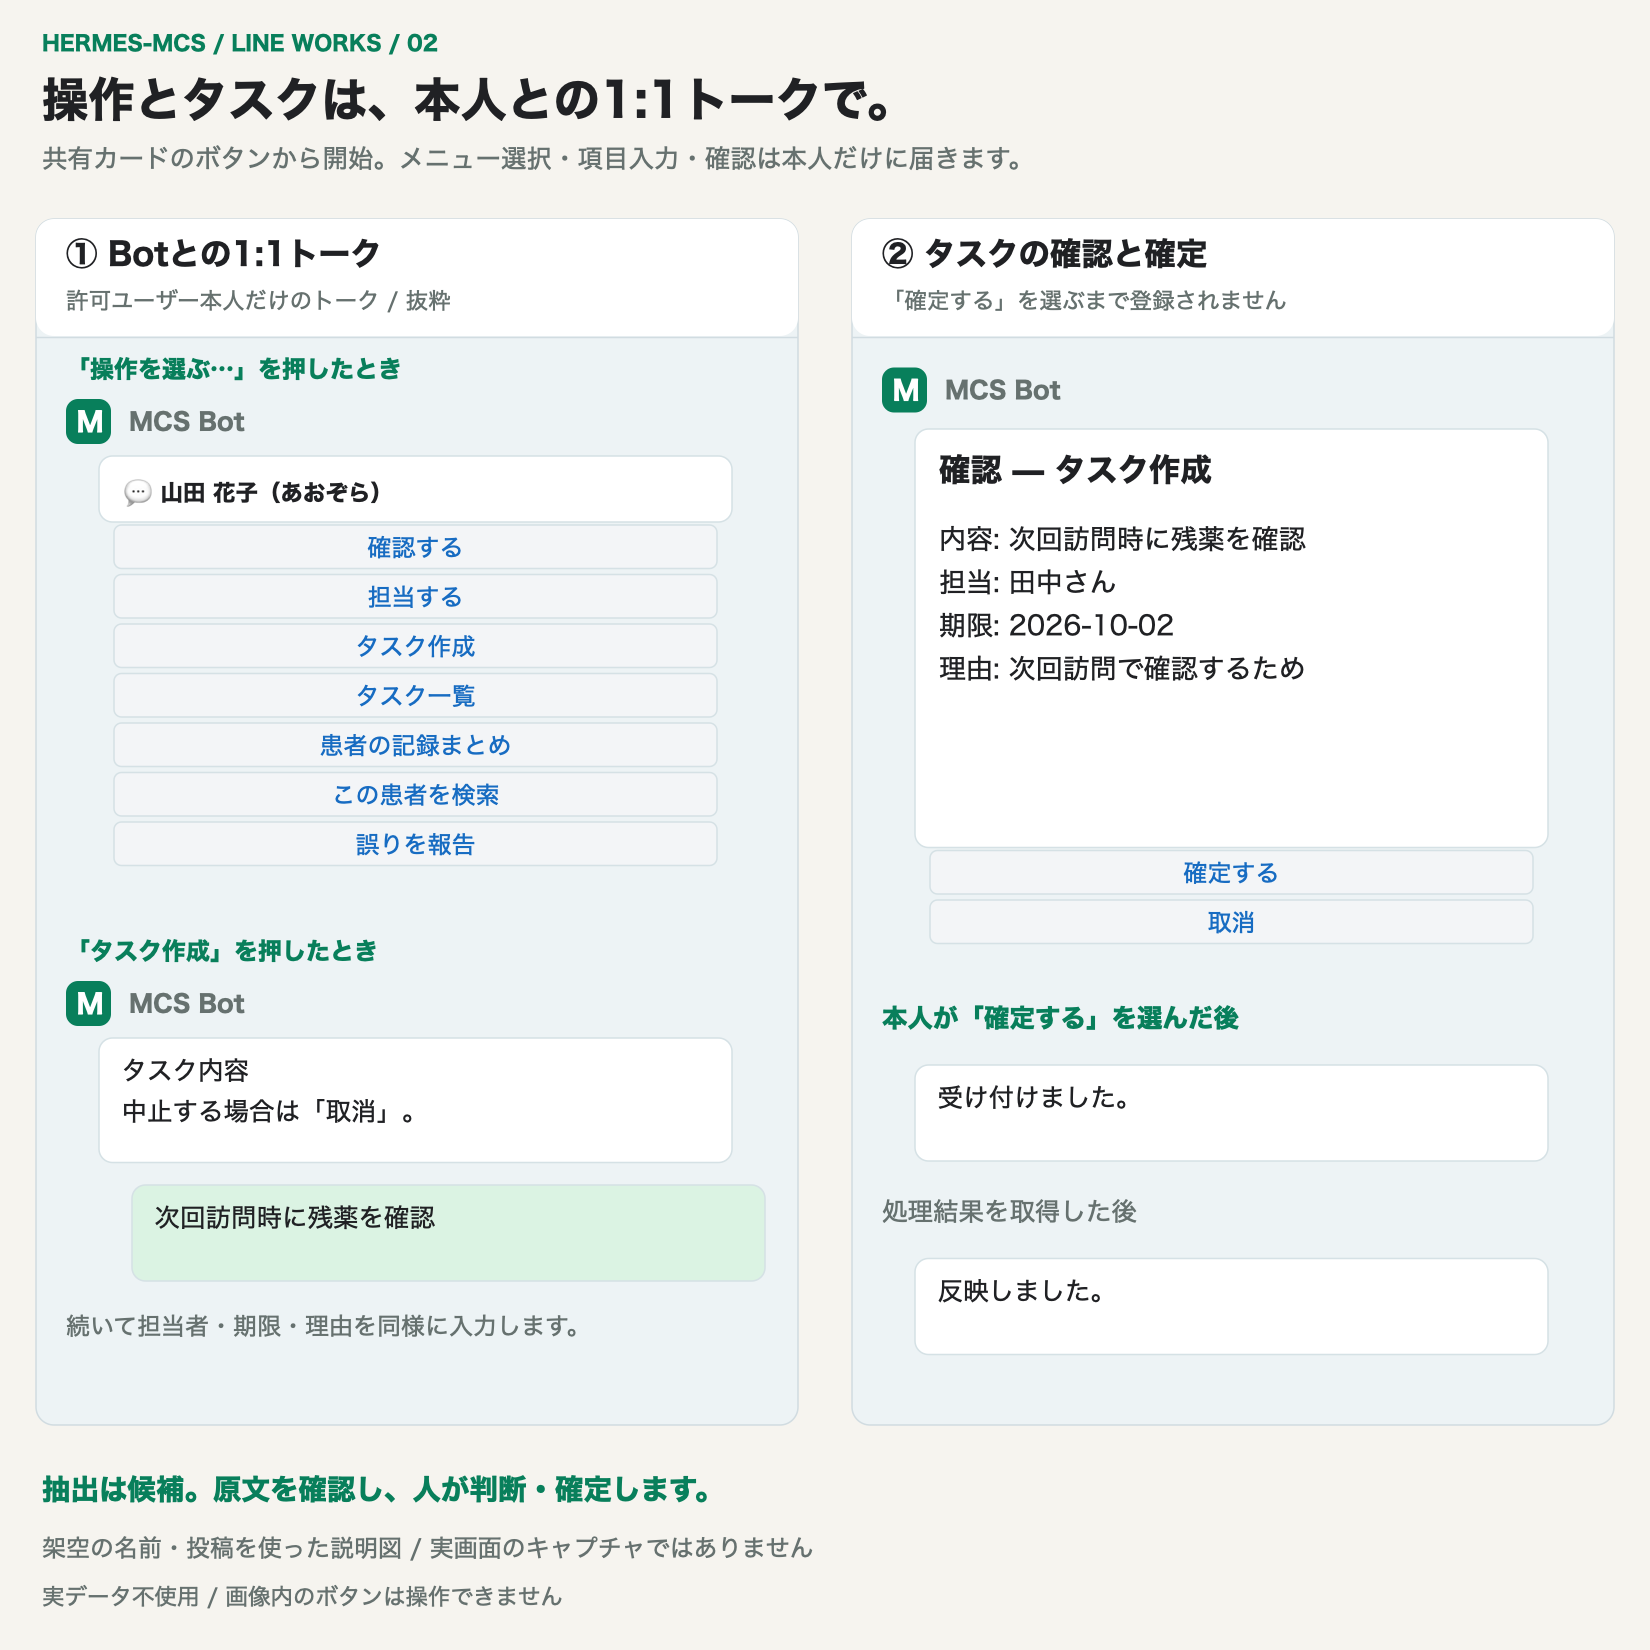 HERMES-MCS / LINE WORKS / 02
操作とタスクは、本人との1:1トークで。
共有カードのボタンから開始。メニュー選択・項目入力・確認は本人だけに届きます。
① Botとの1:1トーク
許可ユーザー本人だけのトーク / 抜粋
「操作を選ぶ…」を押したとき
M MCS Bot
💬 山田 花子（あおぞら）
確認する
担当する
タスク作成
タスク一覧
患者の記録まとめ
この患者を検索
誤りを報告
「タスク作成」を押したとき
M MCS Bot
タスク内容
中止する場合は「取消」。
次回訪問時に残薬を確認
続いて担当者・期限・理由を同様に入力します。
② タスクの確認と確定
「確定する」を選ぶまで登録されません
M MCS Bot
確認 — タスク作成
内容: 次回訪問時に残薬を確認
担当: 田中さん
期限: 2026-10-02
理由: 次回訪問で確認するため
確定する
取消
本人が「確定する」を選んだ後
受け付けました。
処理結果を取得した後
反映しました。
抽出は候補。原文を確認し、人が判断・確定します。
架空の名前・投稿を使った説明図 / 実画面のキャプチャではありません
実データ不使用 / 画像内のボタンは操作できません